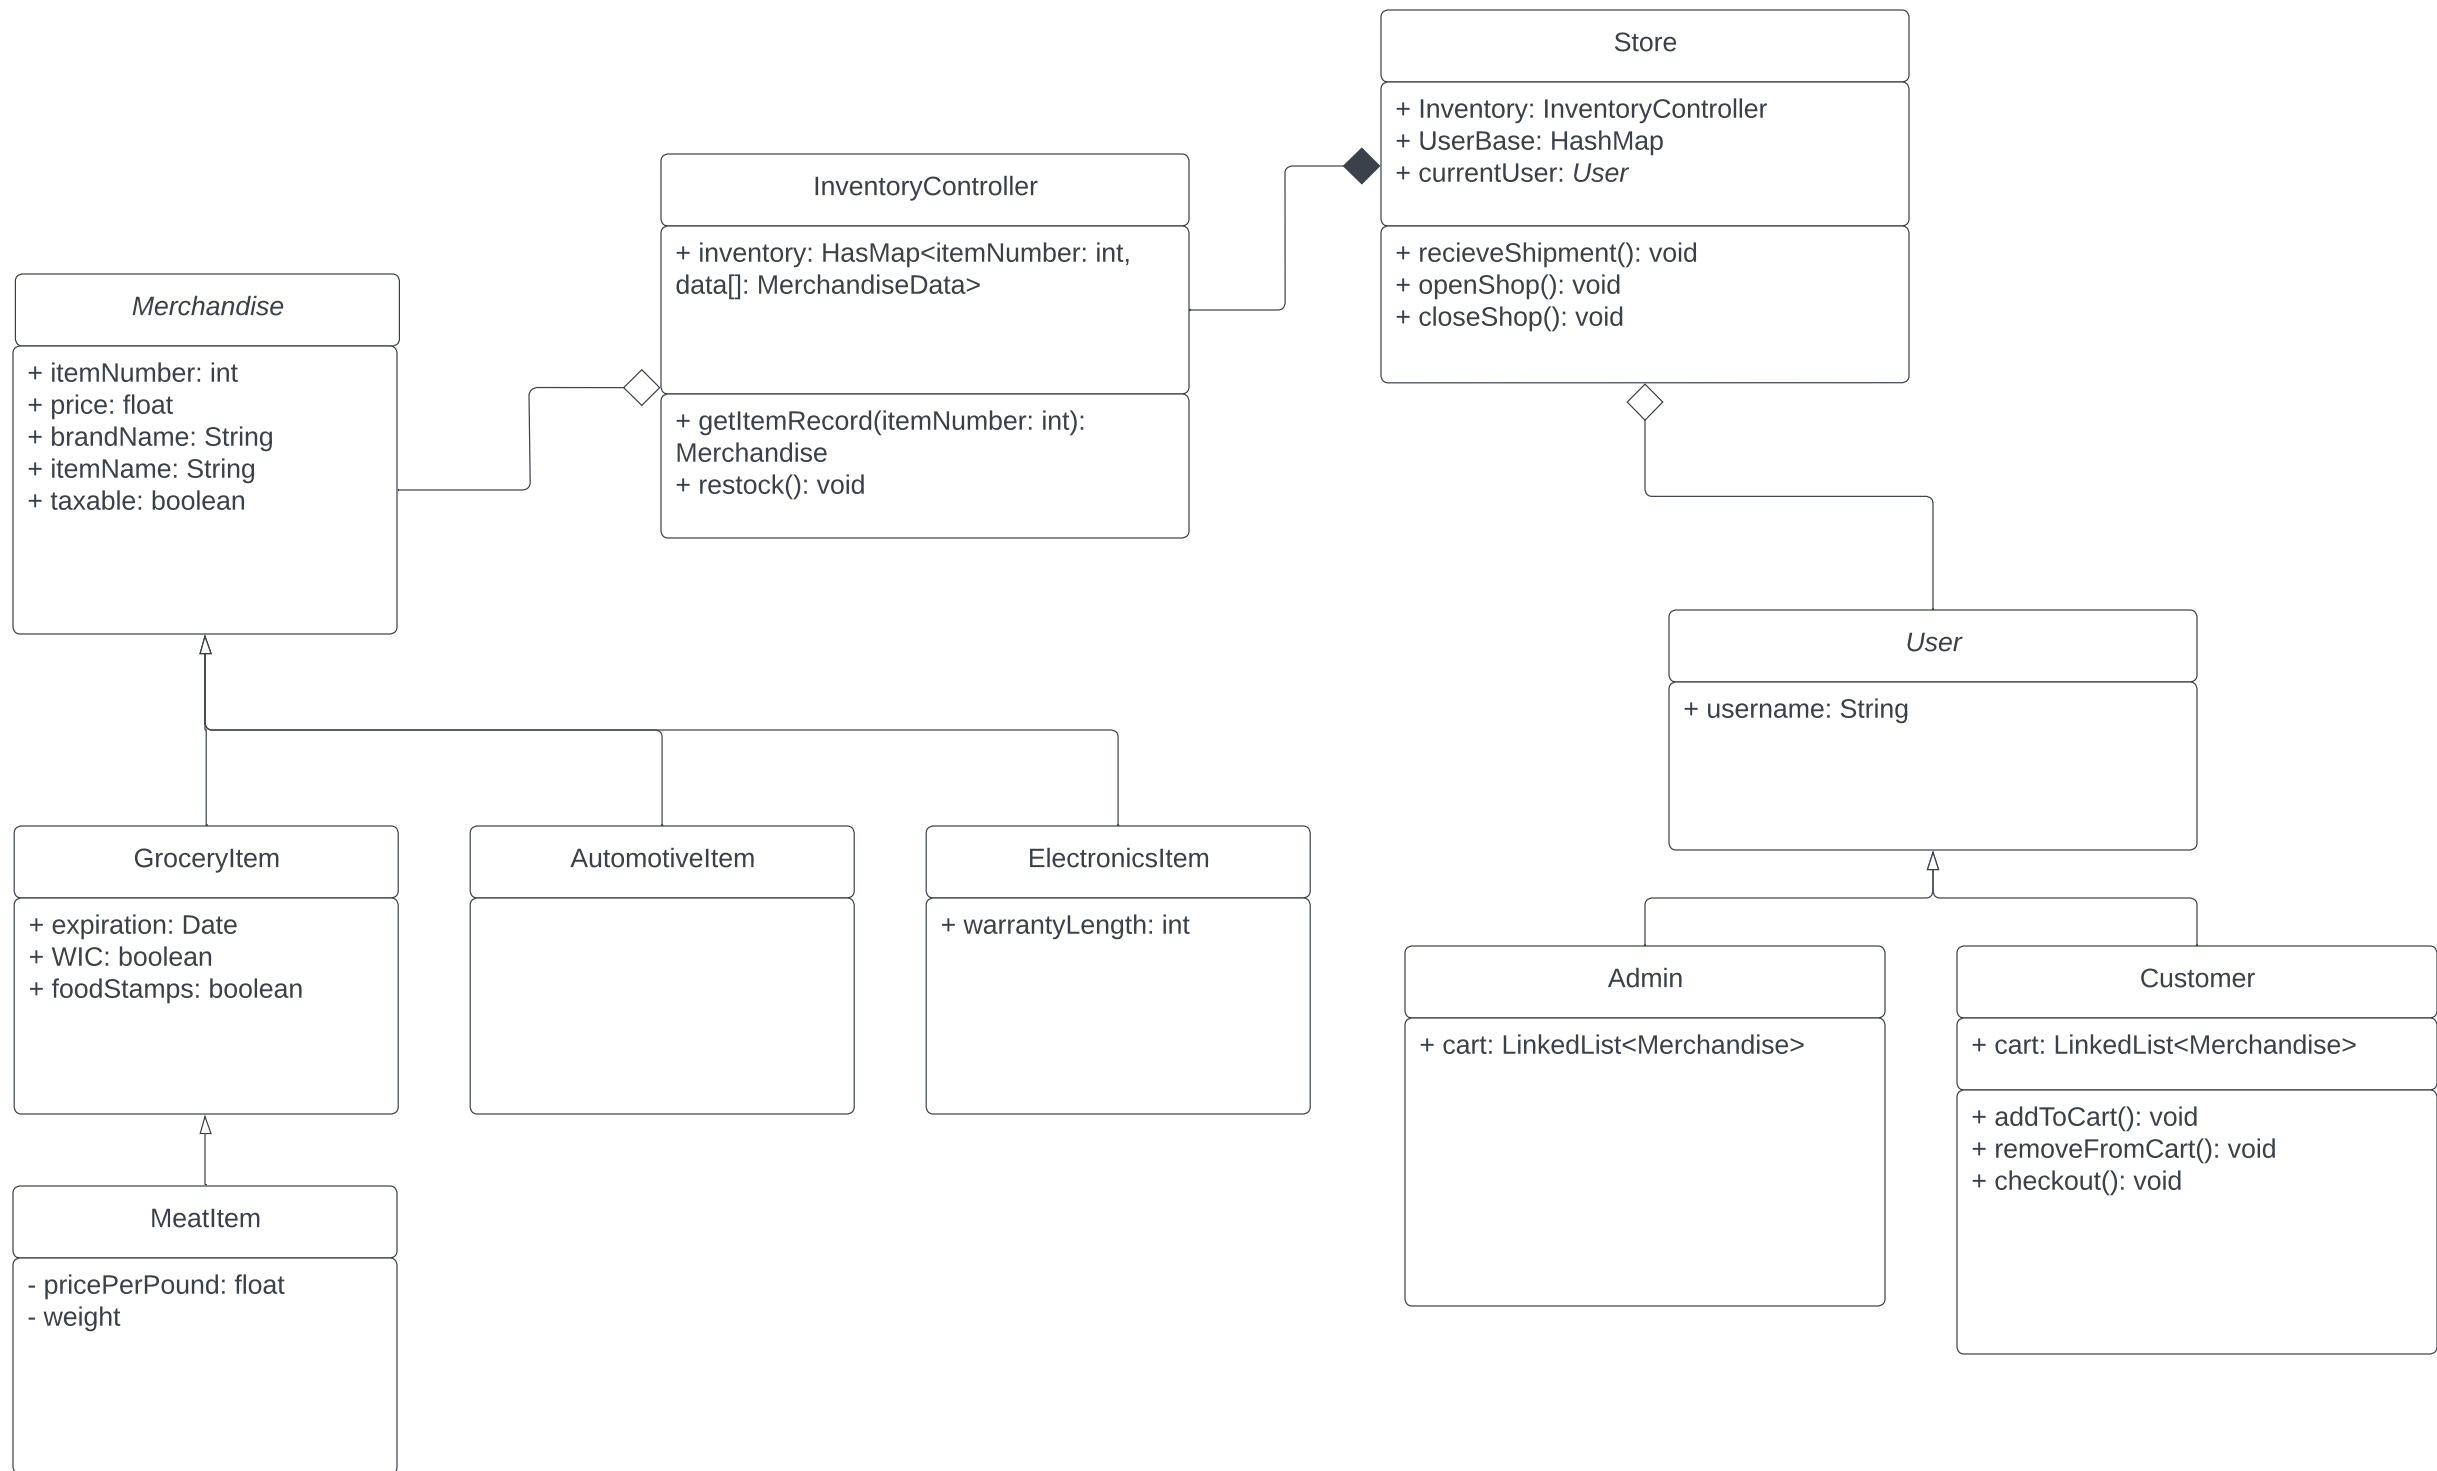 Store
+ Inventory: InventoryController
+ UserBase: HashMap
+ currentUser: User
+ recieveShipment(): void
+ openShop(): void
+ closeShop(): void
InventoryController
+ inventory: HasMap<itemNumber: int,
data[]: MerchandiseData>
+ getItemRecord(itemNumber: int):
Merchandise
+ restock(): void
Merchandise
+ itemNumber: int
+ price: float
+ brandName: String
+ itemName: String
+ taxable: boolean
User
+ username: String
GroceryItem
+ expiration: Date
+ WIC: boolean
+ foodStamps: boolean
AutomotiveItem
ElectronicsItem
+ warrantyLength: int
Admin
+ cart: LinkedList<Merchandise>
Customer
+ cart: LinkedList<Merchandise>
+ addToCart(): void
+ removeFromCart(): void
+ checkout(): void
MeatItem
- pricePerPound: float
- weight